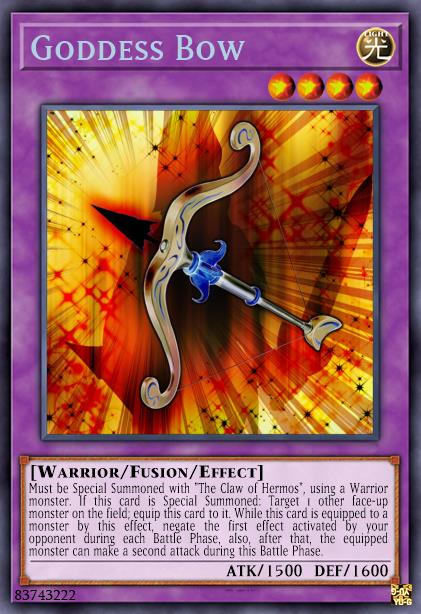 GODDESS BOW
LIGHT
光
[WARRIOR/FUSION/EFFECT]
Must be Special Summoned with "The Claw of Hermos", using a Warrior
monster. If this card is Special Summoned: Target 1 other face-up
monster on the field; equip this card to it. While this card is equipped to a
monster by this effect, negate the first effect activated by your
opponent during each Battle Phase, also, after that, the equipped
monster can make a second attack during this Battle Phase.
ATK/1500 DEF/1600
83743222